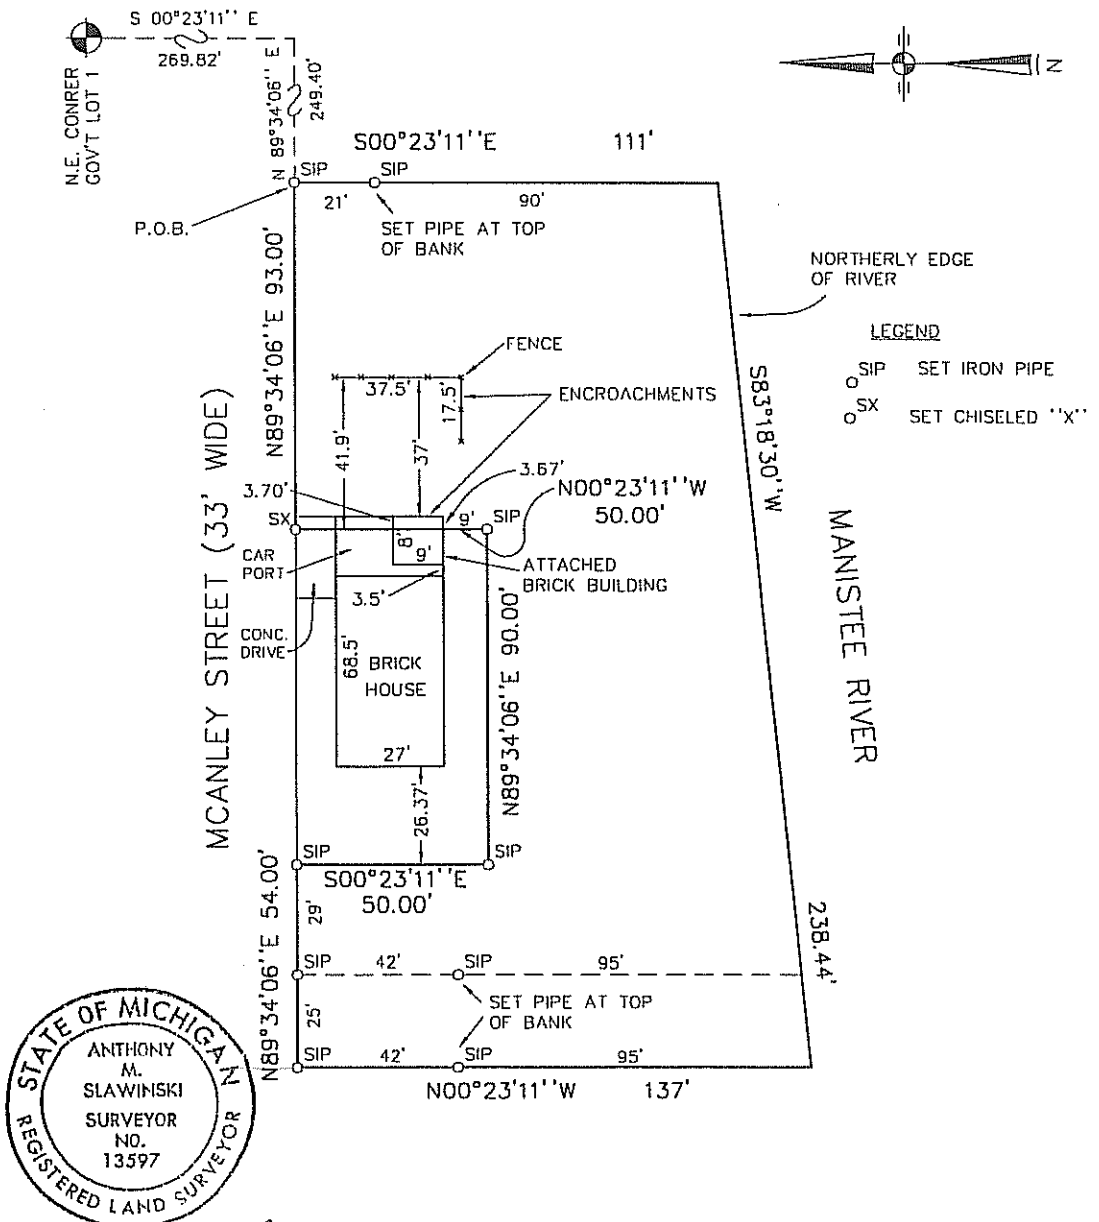 S 00°23'11'' E
269.82'
N.E. CONRER
GOV'T LOT 1
N 89°34'06'' E
249.40'
N
S00°23'11''E 111'
SIP
SIP
21'
90'
P.O.B.
SET PIPE AT TOP
OF BANK
NORTHERLY EDGE
OF RIVER
LEGEND
SIP SET IRON PIPE
SX SET CHISELED ''X''
N89°34'06''E 93.00'
FENCE
37.5'
17.5'
ENCROACHMENTS
41.9'
37'
S83°18'30''W
MCANLEY STREET (33' WIDE)
3.70'
3.67'
N00°23'11''W
50.00'
SX
9'
SIP
8'
9'
CAR
PORT
ATTACHED
BRICK BUILDING
3.5'
CONC.
DRIVE
68.5'
BRICK
HOUSE
N89°34'06''E 90.00'
MANISTEE RIVER
27'
26.37'
SIP
SIP
S00°23'11''E
50.00'
N89°34'06''E 54.00'
29'
238.44'
SIP
42'
SIP
95'
SET PIPE AT TOP
OF BANK
25'
SIP
42'
SIP
95'
N00°23'11''W 137'
STATE OF MICHIGAN
ANTHONY
M.
SLAWINSKI
SURVEYOR
NO.
13597
REGISTERED LAND SURVEYOR